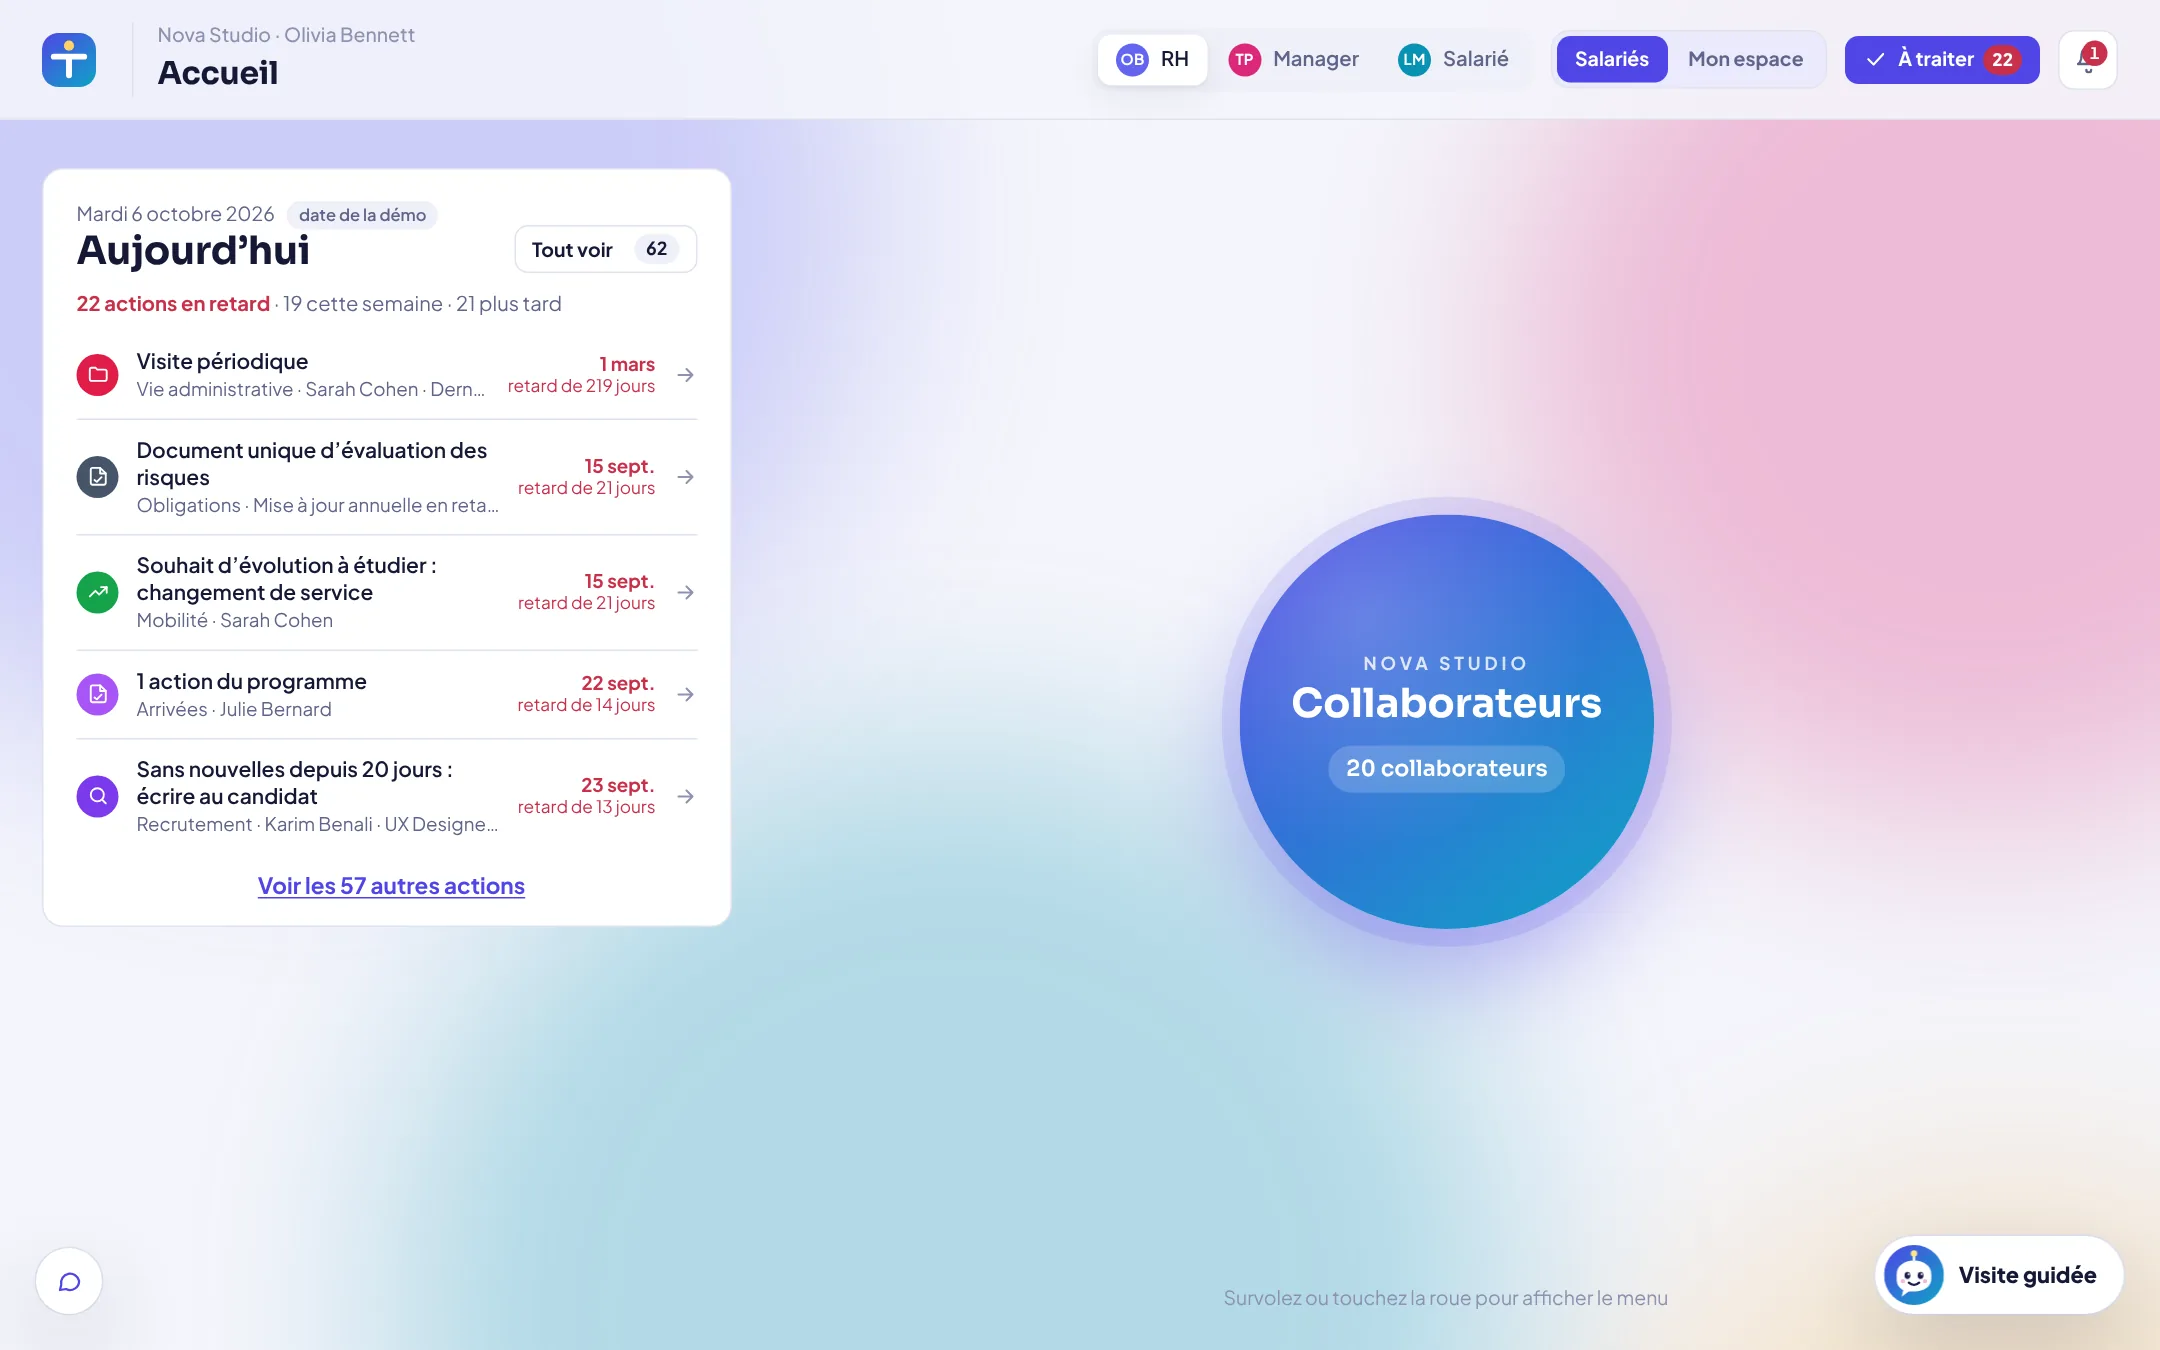 Nova Studio · Olivia Bennett
Accueil
OB RH
TP Manager
LM Salarié
Salariés
Mon espace
À traiter 22
1
Mardi 6 octobre 2026 date de la démo
Aujourd’hui
Tout voir 62
22 actions en retard · 19 cette semaine · 21 plus tard
Visite périodique
Vie administrative · Sarah Cohen · Dern…
1 mars
retard de 219 jours
Document unique d’évaluation des
risques
Obligations · Mise à jour annuelle en reta…
15 sept.
retard de 21 jours
Souhait d’évolution à étudier :
changement de service
Mobilité · Sarah Cohen
15 sept.
retard de 21 jours
1 action du programme
Arrivées · Julie Bernard
22 sept.
retard de 14 jours
Sans nouvelles depuis 20 jours :
écrire au candidat
Recrutement · Karim Benali · UX Designe…
23 sept.
retard de 13 jours
Voir les 57 autres actions
NOVA STUDIO
Collaborateurs
20 collaborateurs
Survolez ou touchez la roue pour afficher le menu
Visite guidée